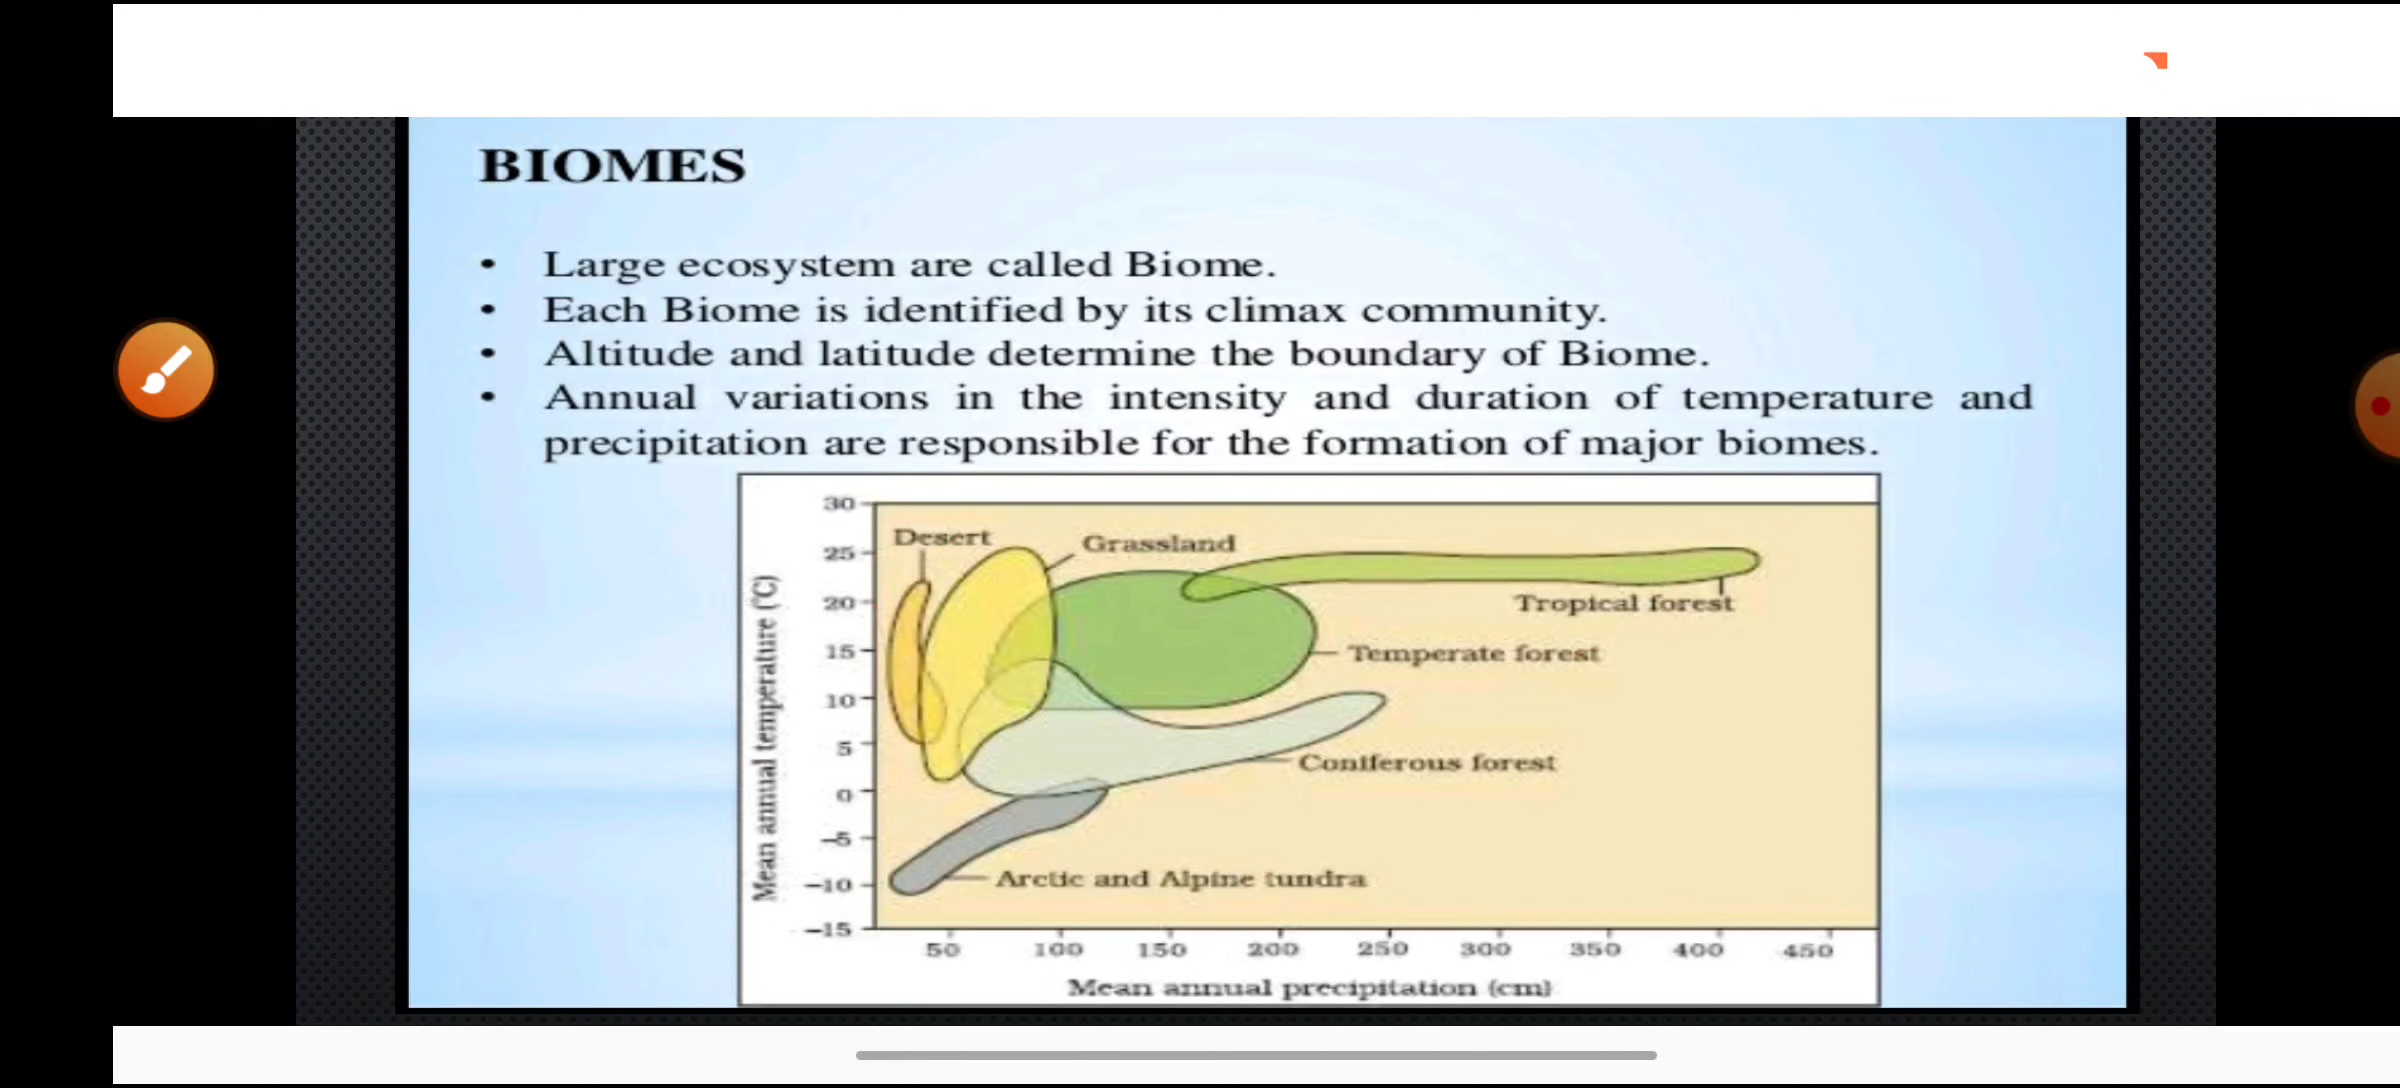 BIOMES
• Large ecosystem are called Biome.
• Each Biome is identified by its climax community.
• Altitude and latitude determine the boundary of Biome.
• Annual variations in the intensity and duration of temperature and
precipitation are responsible for the formation of major biomes.
30
Desert
Grassland
25
20
Tropical forest
15
Temperate forest
10
5
Coniferous forest
0
−5
−10
Arctic and Alpine tundra
−15
Mean annual temperature (°C)
50 100 150 200 250 300 350 400 450
Mean annual precipitation (cm)